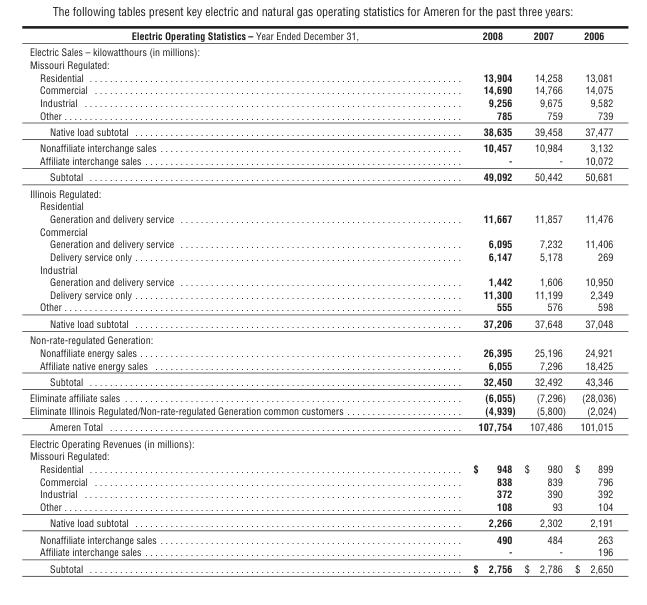 The following tables present key electric and natural gas operating statistics for Ameren for the past three years:
Electric Operating Statistics – Year Ended December 31, 2008 2007 2006
Electric Sales – kilowatthours (in millions):
Missouri Regulated:
Residential 13,904 14,258 13,081
Commercial 14,690 14,766 14,075
Industrial 9,256 9,675 9,582
Other 785 759 739
Native load subtotal 38,635 39,458 37,477
Nonaffiliate interchange sales 10,457 10,984 3,132
Affiliate interchange sales - - 10,072
Subtotal 49,092 50,442 50,681
Illinois Regulated:
Residential
Generation and delivery service 11,667 11,857 11,476
Commercial
Generation and delivery service 6,095 7,232 11,406
Delivery service only 6,147 5,178 269
Industrial
Generation and delivery service 1,442 1,606 10,950
Delivery service only 11,300 11,199 2,349
Other 555 576 598
Native load subtotal 37,206 37,648 37,048
Non-rate-regulated Generation:
Nonaffiliate energy sales 26,395 25,196 24,921
Affiliate native energy sales 6,055 7,296 18,425
Subtotal 32,450 32,492 43,346
Eliminate affiliate sales (6,055) (7,296) (28,036)
Eliminate Illinois Regulated/Non-rate-regulated Generation common customers (4,939) (5,800) (2,024)
Ameren Total 107,754 107,486 101,015
Electric Operating Revenues (in millions):
Missouri Regulated:
Residential $ 948 $ 980 $ 899
Commercial 838 839 796
Industrial 372 390 392
Other 108 93 104
Native load subtotal 2,266 2,302 2,191
Nonaffiliate interchange sales 490 484 263
Affiliate interchange sales - - 196
Subtotal $ 2,756 $ 2,786 $ 2,650